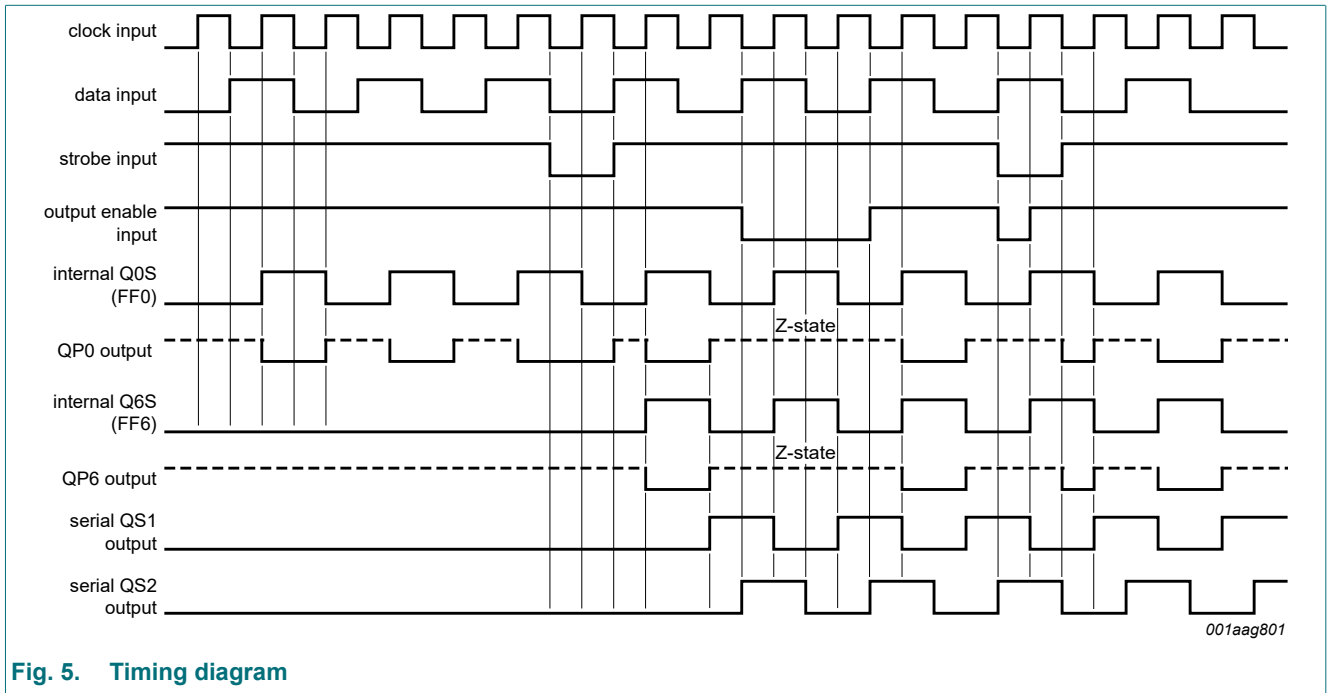 clock input
data input
strobe input
output enable
input
internal Q0S
(FF0)
Z-state
QP0 output
internal Q6S
(FF6)
Z-state
QP6 output
serial QS1
output
serial QS2
output
001aag801
Fig. 5. Timing diagram